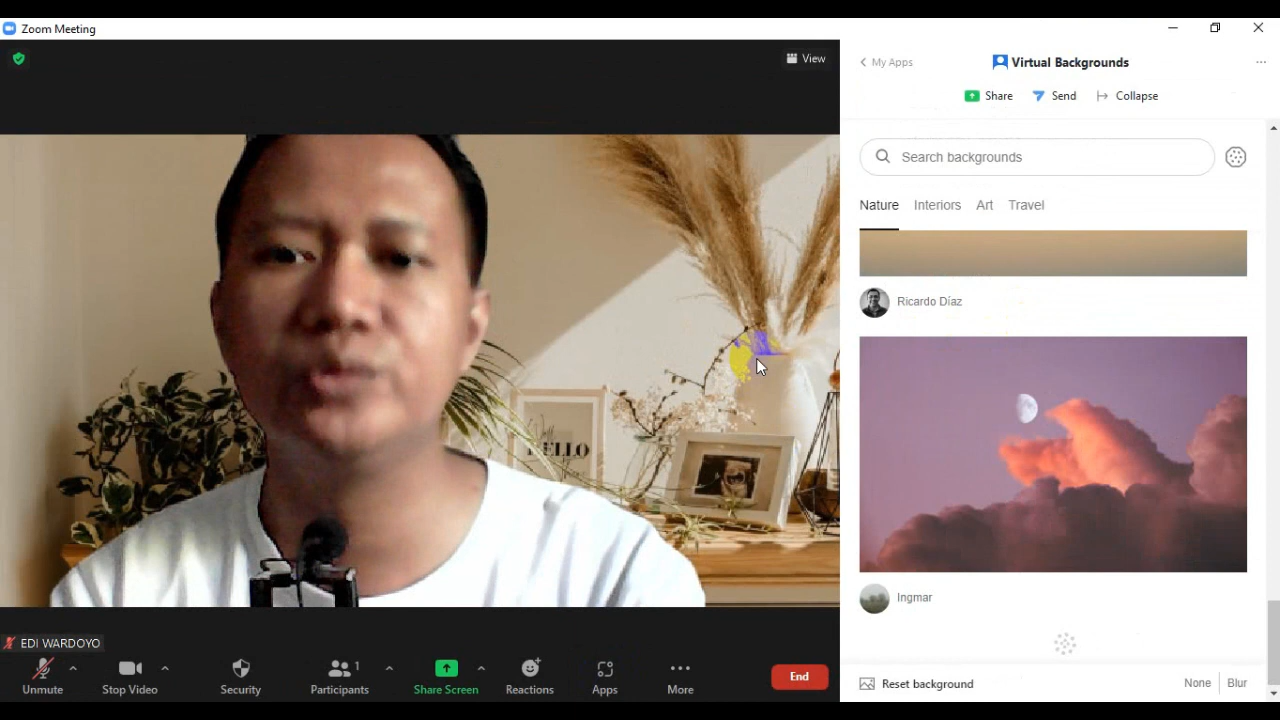 Zoom Meeting
View
My Apps
Virtual Backgrounds
Share
Send
Collapse
Search backgrounds
Nature
Interiors
Art
Travel
Ricardo Díaz
HELLO
Ingmar
EDI WARDOYO
Unmute
Stop Video
Security
Participants
1
Share Screen
Reactions
Apps
More
End
Reset background
None
Blur